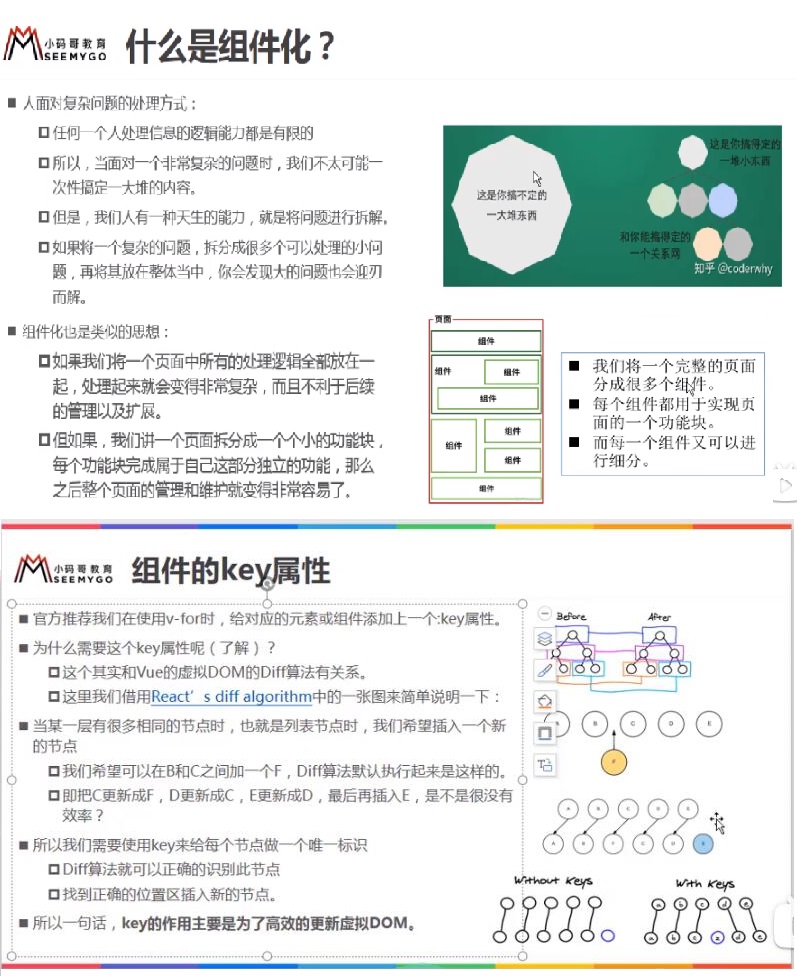 小码哥教育
SEEMYGO
什么是组件化？
■ 人面对复杂问题的处理方式：
任何一个人处理信息的逻辑能力都是有限的
所以，当面对一个非常复杂的问题时，我们不太可能一
次性搞定一大堆的内容。
但是，我们人有一种天生的能力，就是将问题进行拆解。
如果将一个复杂的问题，拆分成很多个可以处理的小问
题，再将其放在整体当中，你会发现大的问题也会迎刃
而解。
■ 组件化也是类似的思想：
如果我们将一个页面中所有的处理逻辑全部放在一
起，处理起来就会变得非常复杂，而且不利于后续
的管理以及扩展。
但如果，我们讲一个页面拆分成一个个小的功能块，
每个功能块完成属于自己这部分独立的功能，那么
之后整个页面的管理和维护就变得非常容易了。
这是你搞不定的
一大堆东西
这是你搞得定的
一堆小东西
和你能搞得定的
一个关系网
知乎 @coderwhy
页面
组件
组件 组件
组件
组件 组件
组件
组件
■ 我们将一个完整的页面
分成很多个组件。
■ 每个组件都用于实现页
面的一个功能块。
■ 而每一个组件又可以进
行细分。
小码哥教育
SEEMYGO
组件的key属性
■ 官方推荐我们在使用v-for时，给对应的元素或组件添加上一个:key属性。
■ 为什么需要这个key属性呢（了解）？
这个其实和Vue的虚拟DOM的Diff算法有关系。
这里我们借用React's diff algorithm中的一张图来简单说明一下：
■ 当某一层有很多相同的节点时，也就是列表节点时，我们希望插入一个新
的节点
我们希望可以在B和C之间加一个F，Diff算法默认执行起来是这样的。
即把C更新成F，D更新成C，E更新成D，最后再插入E，是不是很没有
效率？
■ 所以我们需要使用key来给每个节点做一个唯一标识
Diff算法就可以正确的识别此节点
找到正确的位置区插入新的节点。
■ 所以一句话，key的作用主要是为了高效的更新虚拟DOM。
Before After
A B C D E
F
A B C D E
A B F C D E
Without Keys
With Keys
a b c d e
a b c z d e